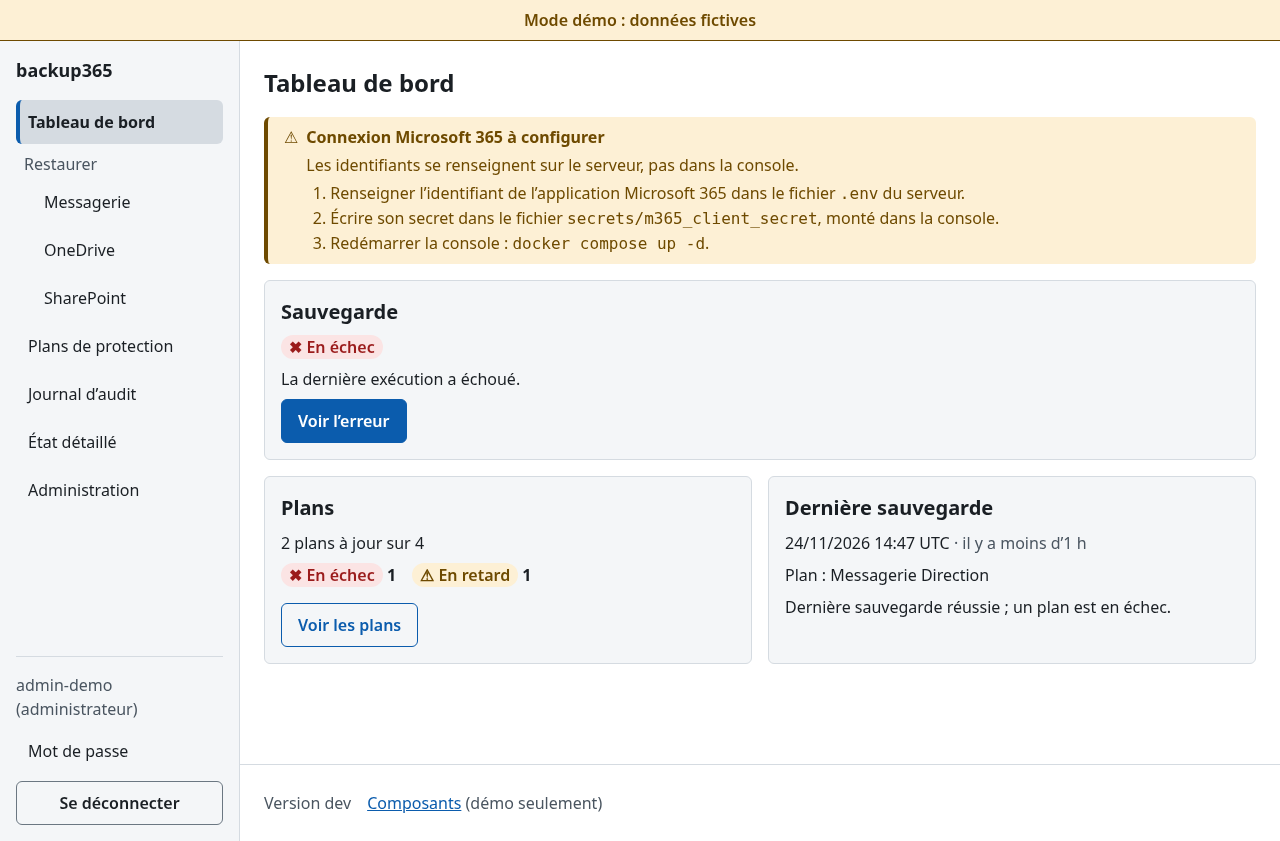 Mode démo : données fictives
backup365
Tableau de bord
Restaurer
Messagerie
OneDrive
SharePoint
Plans de protection
Journal d’audit
État détaillé
Administration
admin-demo
(administrateur)
Mot de passe
Se déconnecter
Tableau de bord
⚠ Connexion Microsoft 365 à configurer
Les identifiants se renseignent sur le serveur, pas dans la console.
1. Renseigner l’identifiant de l’application Microsoft 365 dans le fichier .env du serveur.
2. Écrire son secret dans le fichier secrets/m365_client_secret, monté dans la console.
3. Redémarrer la console : docker compose up -d.
Sauvegarde
✖ En échec
La dernière exécution a échoué.
Voir l’erreur
Plans
2 plans à jour sur 4
✖ En échec 1 ⚠ En retard 1
Voir les plans
Dernière sauvegarde
24/11/2026 14:47 UTC · il y a moins d’1 h
Plan : Messagerie Direction
Dernière sauvegarde réussie ; un plan est en échec.
Version dev Composants (démo seulement)